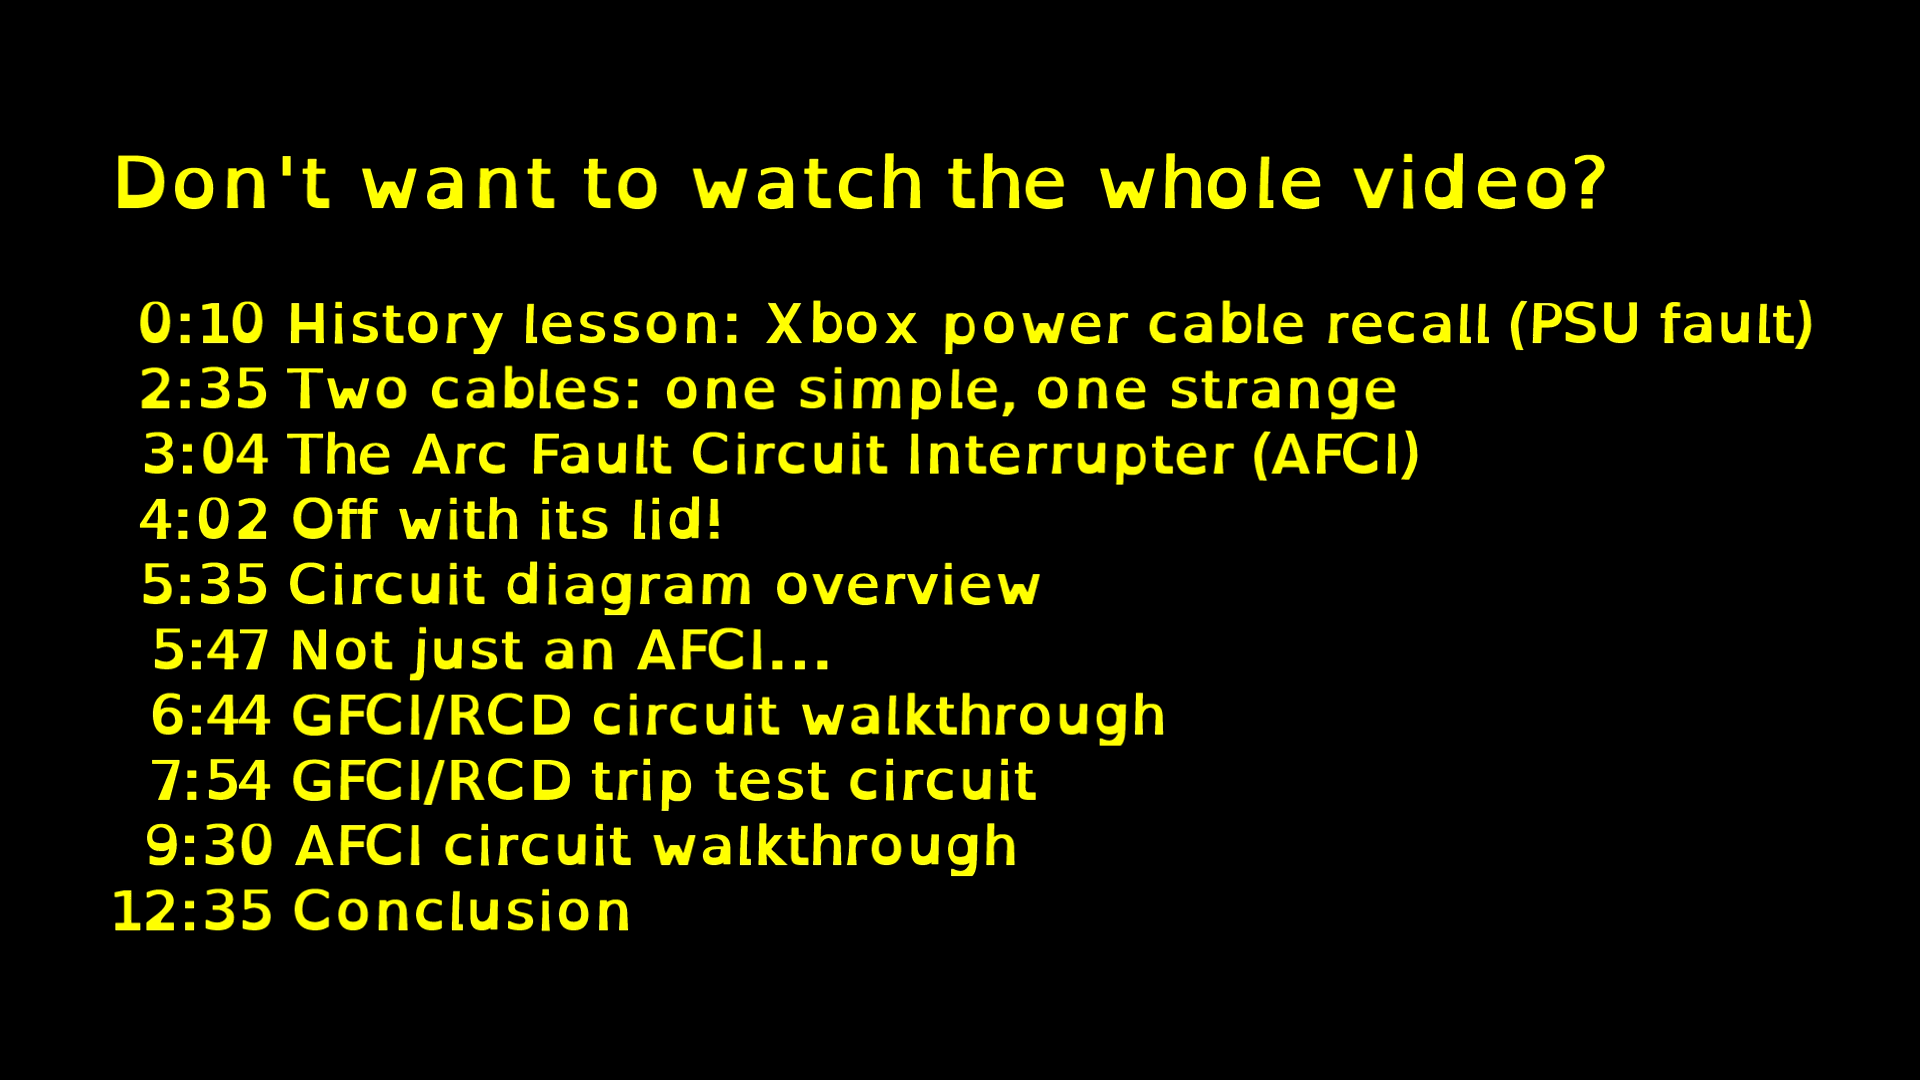 Don't want to watch the whole video?
0:10 History lesson: Xbox power cable recall (PSU fault)
2:35 Two cables: one simple, one strange
3:04 The Arc Fault Circuit Interrupter (AFCI)
4:02 Off with its lid!
5:35 Circuit diagram overview
5:47 Not just an AFCI...
6:44 GFCI/RCD circuit walkthrough
7:54 GFCI/RCD trip test circuit
9:30 AFCI circuit walkthrough
12:35 Conclusion